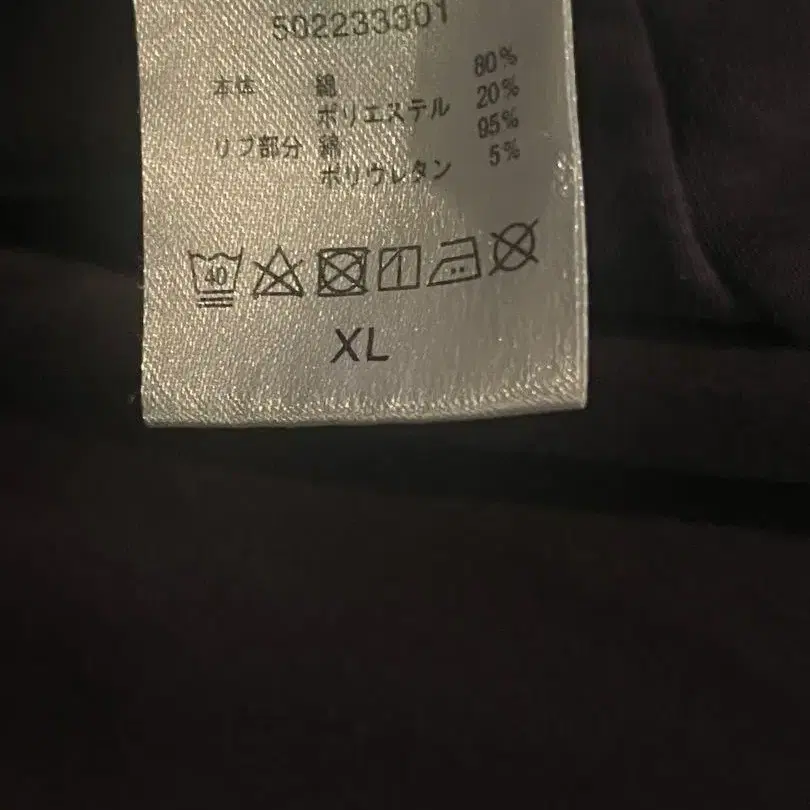 502233301
本体 綿 80%
ポリエステル 20%
リブ部分 綿 95%
ポリウレタン 5%
40
XL